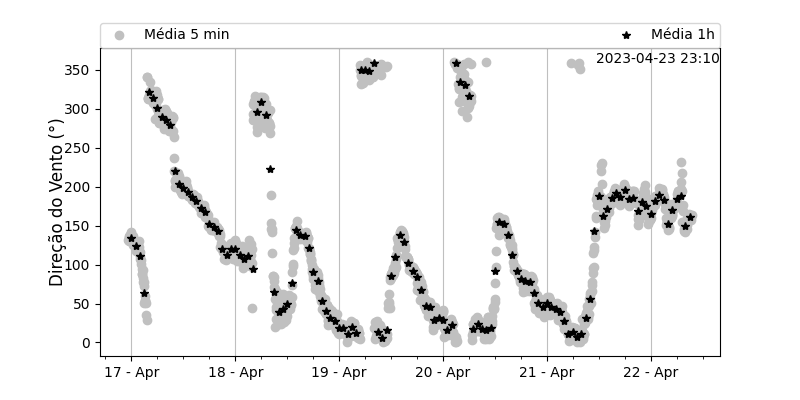 Média 5 min
Média 1h
2023-04-23 23:10
Direção do Vento (°)
350
300
250
200
150
100
50
0
17 - Apr
18 - Apr
19 - Apr
20 - Apr
21 - Apr
22 - Apr